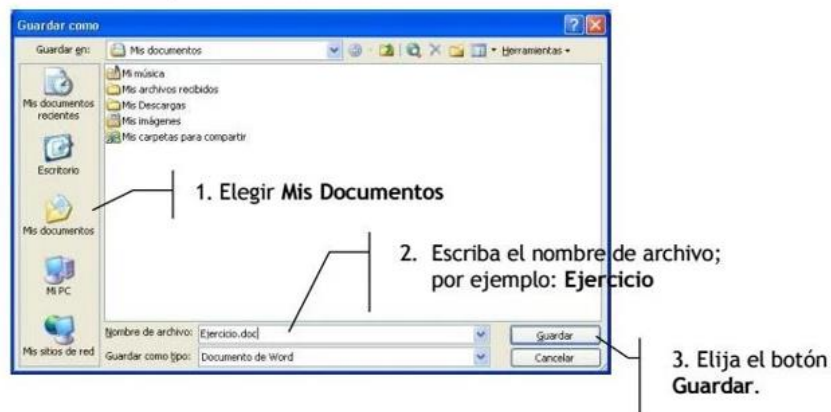 Guardar como
Guardar en: Mis documentos Herramientas
Mi música
Mis archivos recibidos
Mis Descargas
Mis imágenes
Mis carpetas para compartir
Mis documentos
recientes
Escritorio
Mis documentos
Mi PC
Mis sitios de red
1. Elegir Mis Documentos
2. Escriba el nombre de archivo;
por ejemplo: Ejercicio
Nombre de archivo: Ejercicio.doc Guardar
Guardar como tipo: Documento de Word Cancelar
3. Elija el botón
Guardar.